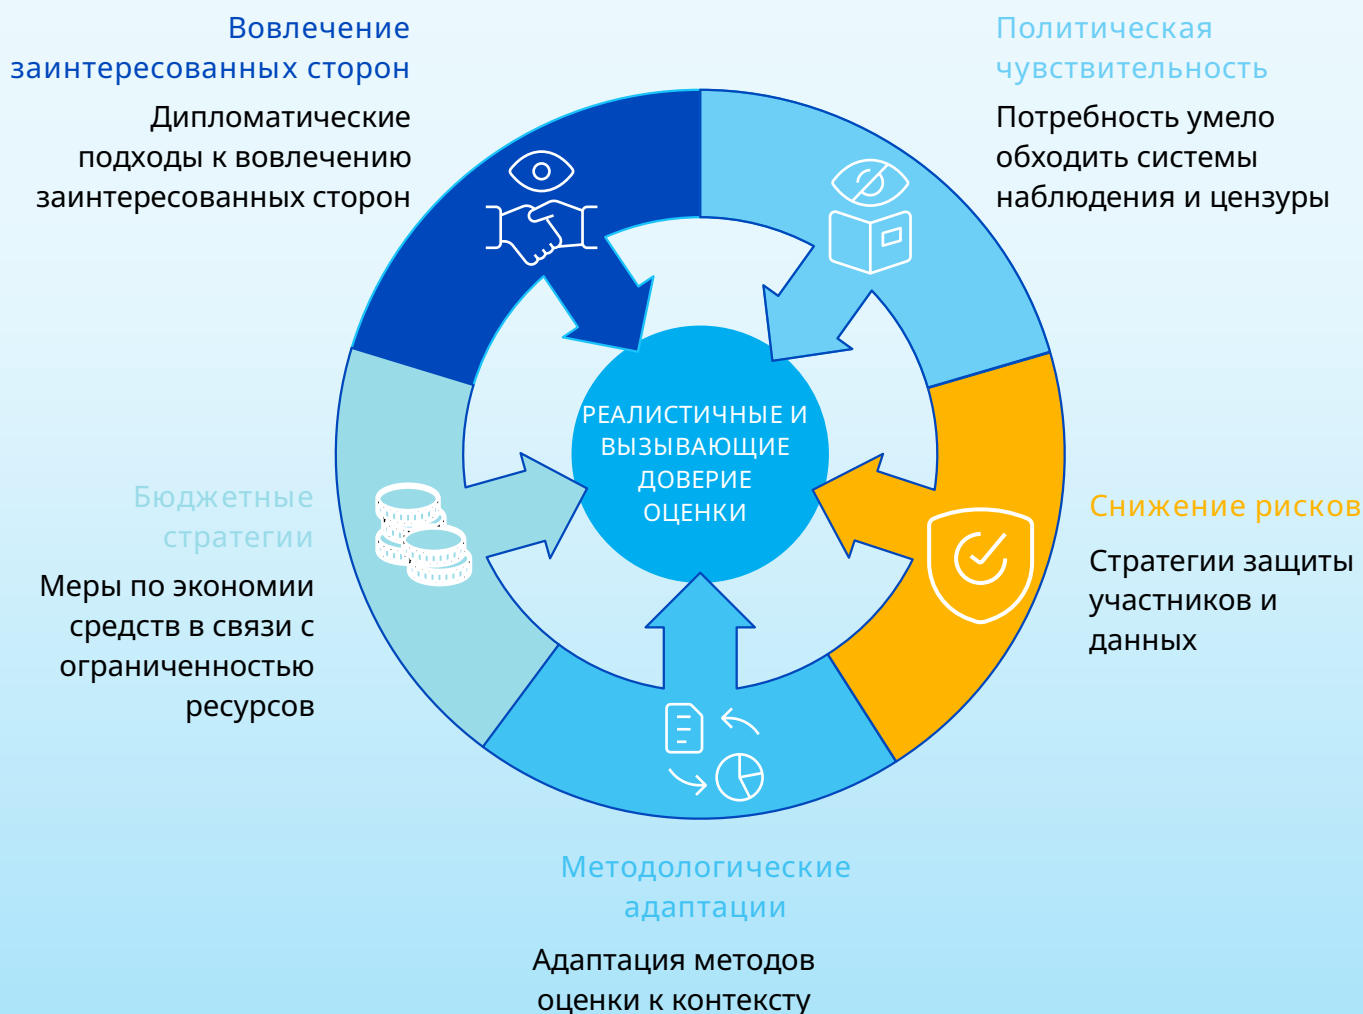 Вовлечение
заинтересованных сторон
Дипломатические
подходы к вовлечению
заинтересованных сторон
Политическая
чувствительность
Потребность умело
обходить системы
наблюдения и цензуры
РЕАЛИСТИЧНЫЕ И
ВЫЗЫВАЮЩИЕ
ДОВЕРИЕ
ОЦЕНКИ
Бюджетные
стратегии
Меры по экономии
средств в связи с
ограниченностью
ресурсов
Снижение рисков
Стратегии защиты
участников и
данных
Методологические
адаптации
Адаптация методов
оценки к контексту